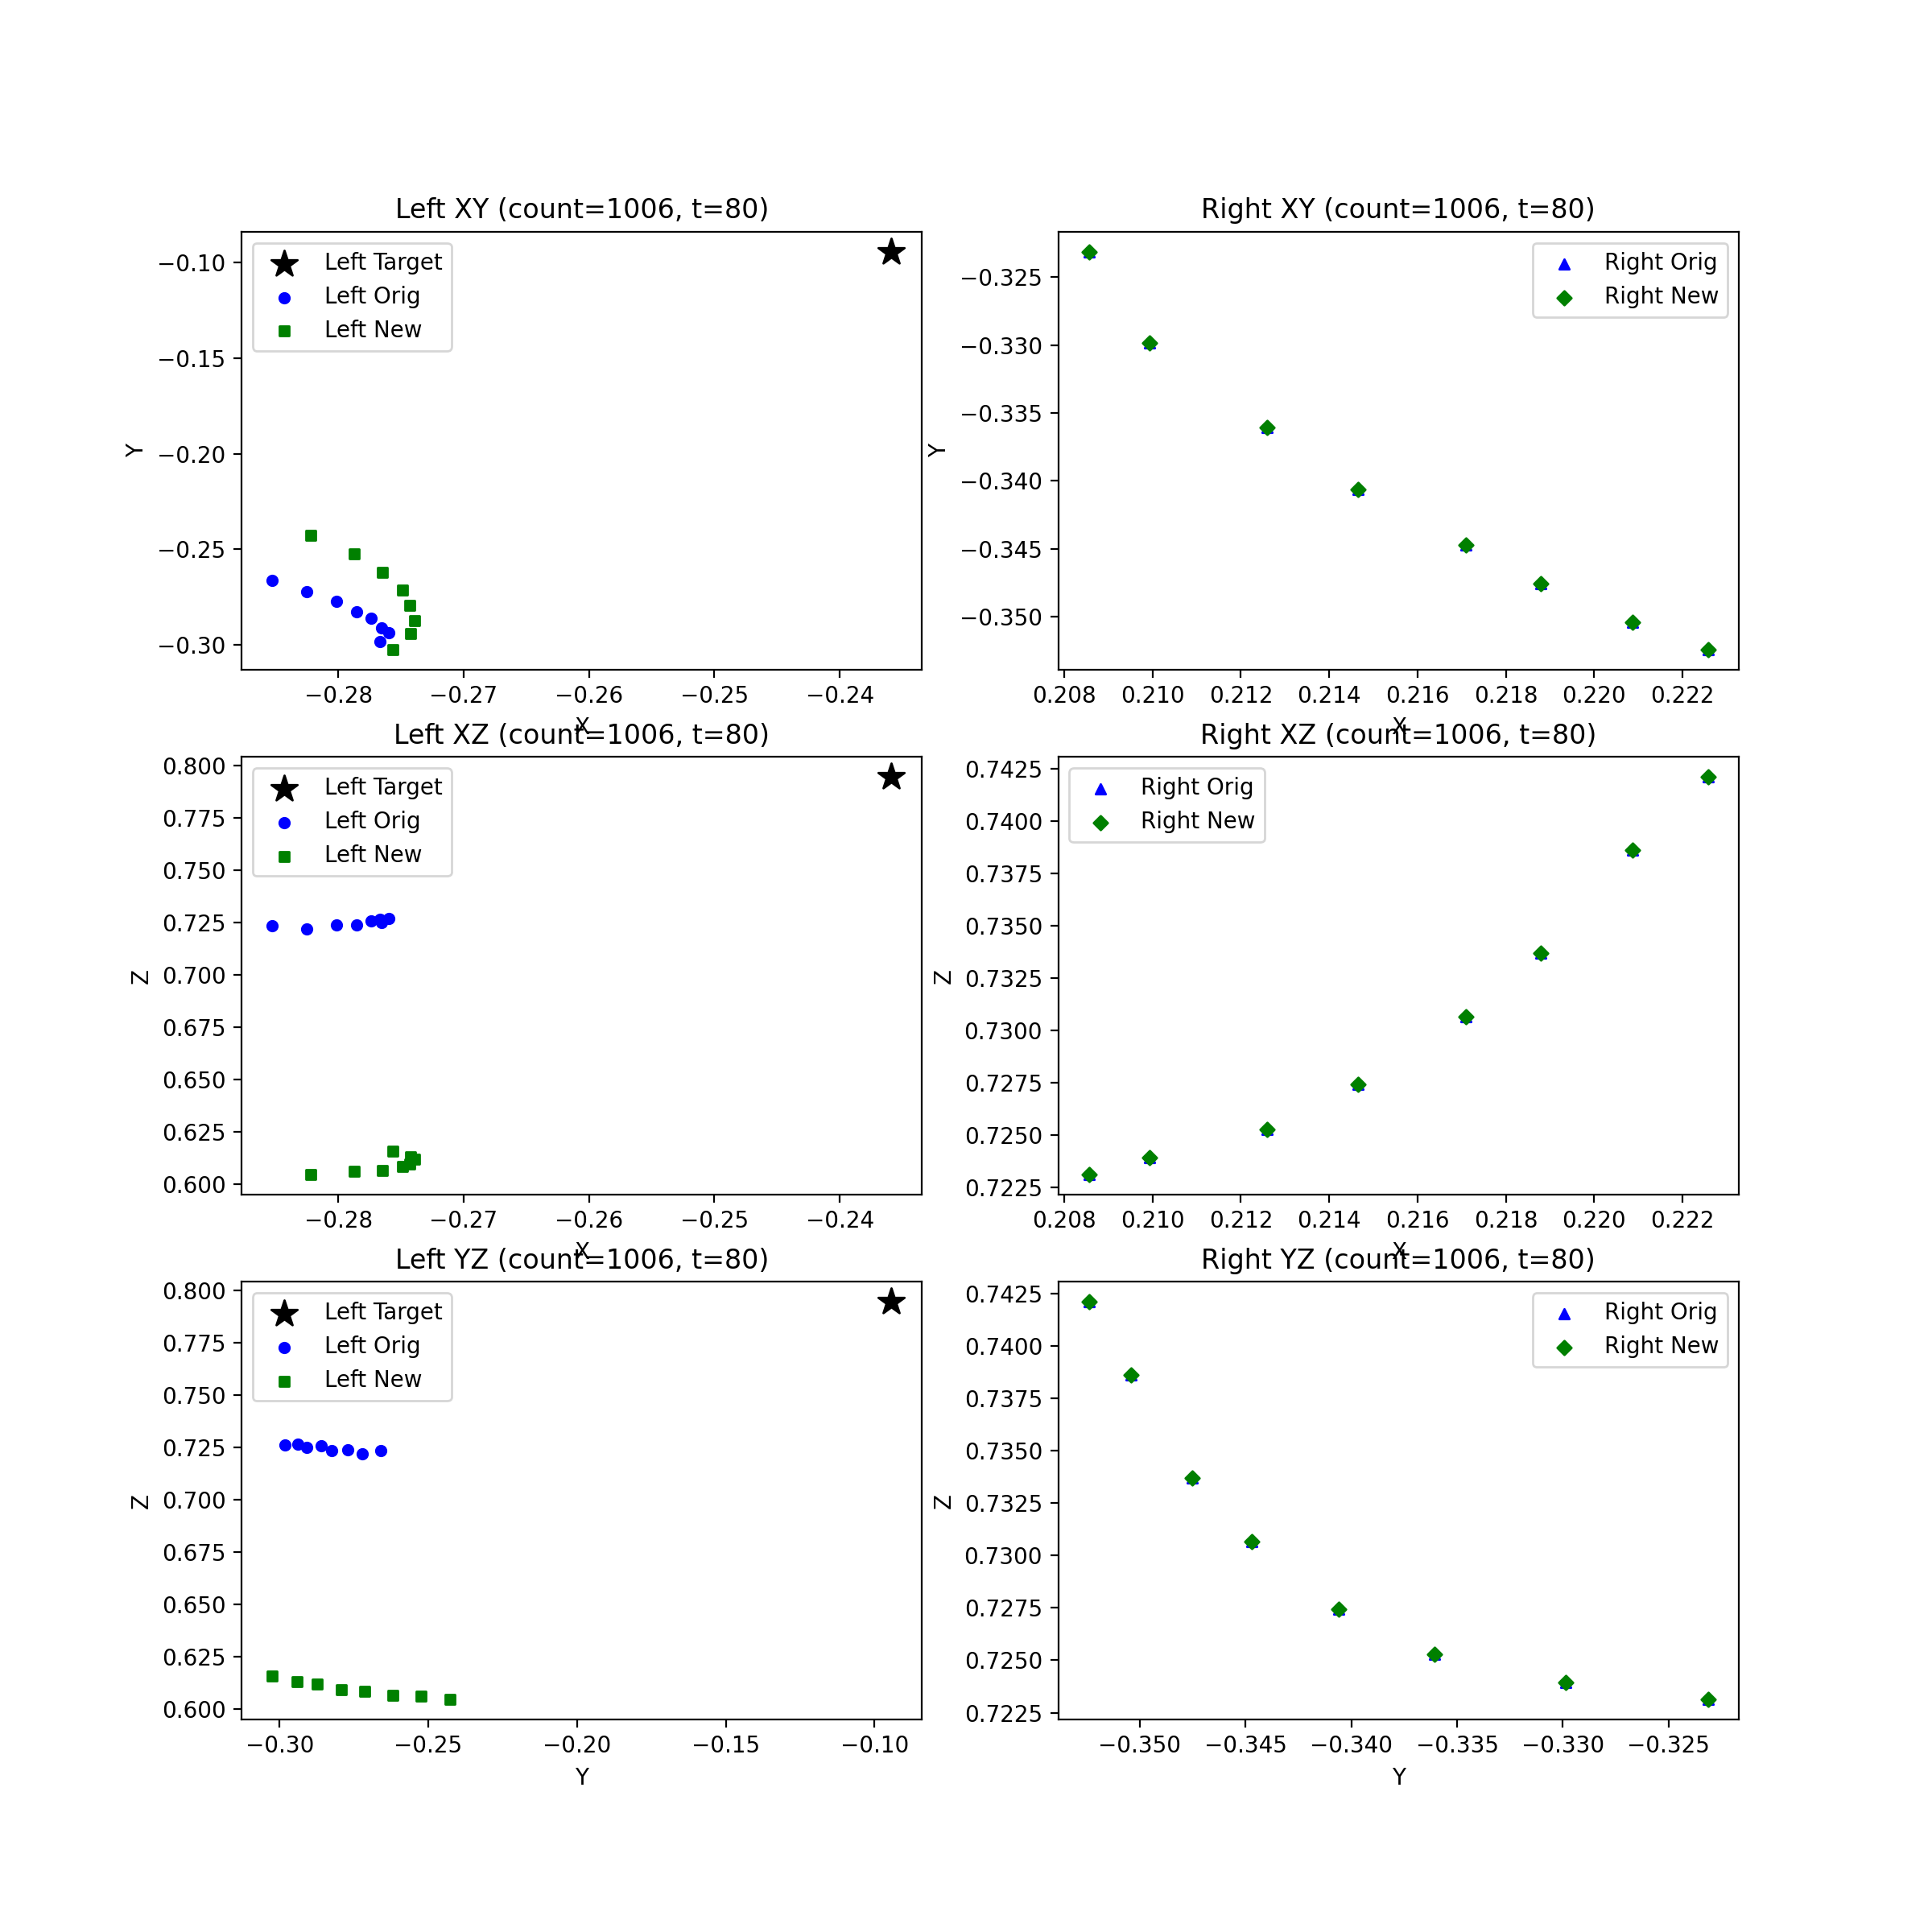 Left XY (count=1006, t=80)
Left Target
Left Orig
Left New
−0.10
−0.15
−0.20
−0.25
−0.30
Y
−0.28
−0.27
−0.26
−0.25
−0.24
X
Right XY (count=1006, t=80)
Right Orig
Right New
−0.325
−0.330
−0.335
−0.340
−0.345
−0.350
Y
0.208
0.210
0.212
0.214
0.216
0.218
0.220
0.222
X
Left XZ (count=1006, t=80)
Left Target
Left Orig
Left New
0.800
0.775
0.750
0.725
0.700
0.675
0.650
0.625
0.600
Z
−0.28
−0.27
−0.26
−0.25
−0.24
X
Right XZ (count=1006, t=80)
Right Orig
Right New
0.7425
0.7400
0.7375
0.7350
0.7325
0.7300
0.7275
0.7250
0.7225
Z
0.208
0.210
0.212
0.214
0.216
0.218
0.220
0.222
X
Left YZ (count=1006, t=80)
Left Target
Left Orig
Left New
0.800
0.775
0.750
0.725
0.700
0.675
0.650
0.625
0.600
Z
−0.30
−0.25
−0.20
−0.15
−0.10
Y
Right YZ (count=1006, t=80)
Right Orig
Right New
0.7425
0.7400
0.7375
0.7350
0.7325
0.7300
0.7275
0.7250
0.7225
Z
−0.350
−0.345
−0.340
−0.335
−0.330
−0.325
Y